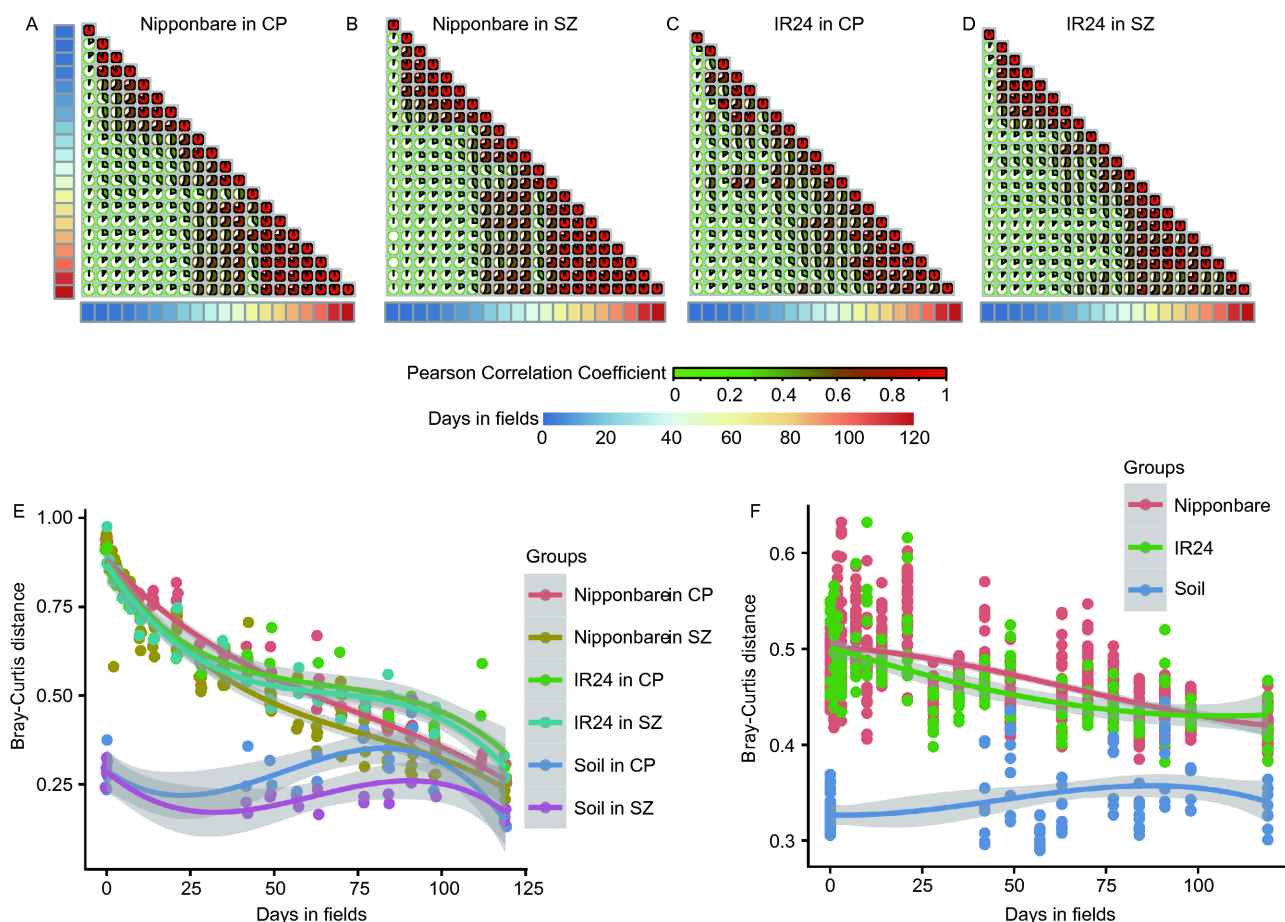 A Nipponbare in CP B Nipponbare in SZ C IR24 in CP D IR24 in SZ
Pearson Correlation Coefficient
0 0.2 0.4 0.6 0.8 1
Days in fields
0 20 40 60 80 100 120
E
Bray-Curtis distance
1.00
0.75
0.50
0.25
0 25 50 75 100 125
Days in fields
Groups
Nipponbarein CP
Nipponbarein SZ
IR24 in CP
IR24 in SZ
Soil in CP
Soil in SZ
F
Bray-Curtis distance
0.6
0.5
0.4
0.3
0 25 50 75 100
Days in fields
Groups
Nipponbare
IR24
Soil